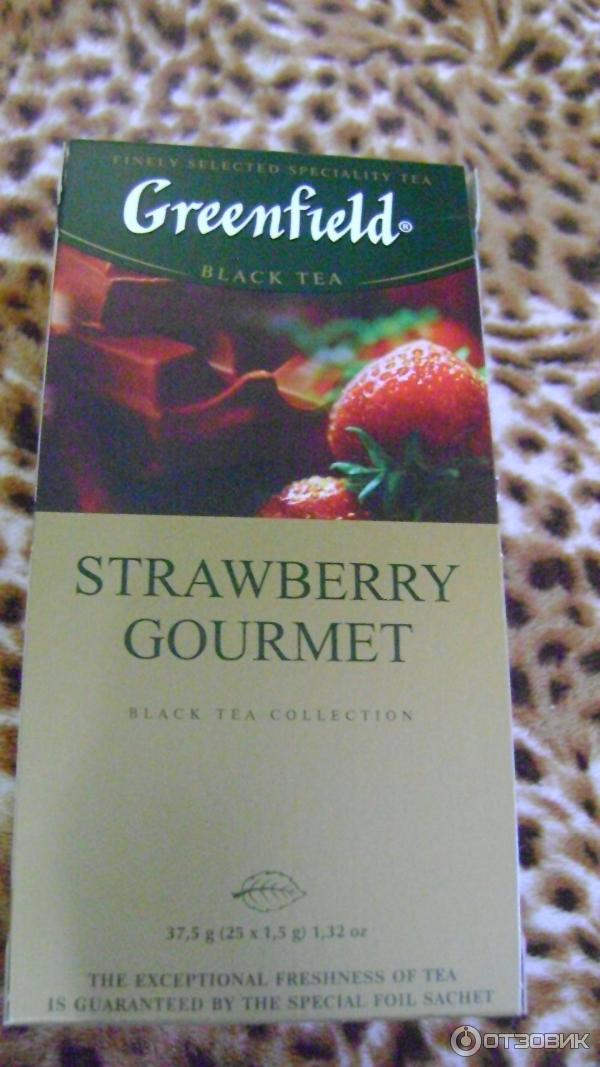 FINELY SELECTED SPECIALITY TEA
Greenfield®
BLACK TEA
STRAWBERRY
GOURMET
BLACK TEA COLLECTION
37,5 g (25 x 1,5 g) 1,32 oz
THE EXCEPTIONAL FRESHNESS OF TEA
IS GUARANTEED BY THE SPECIAL FOIL SACHET
ОТЗОВИК